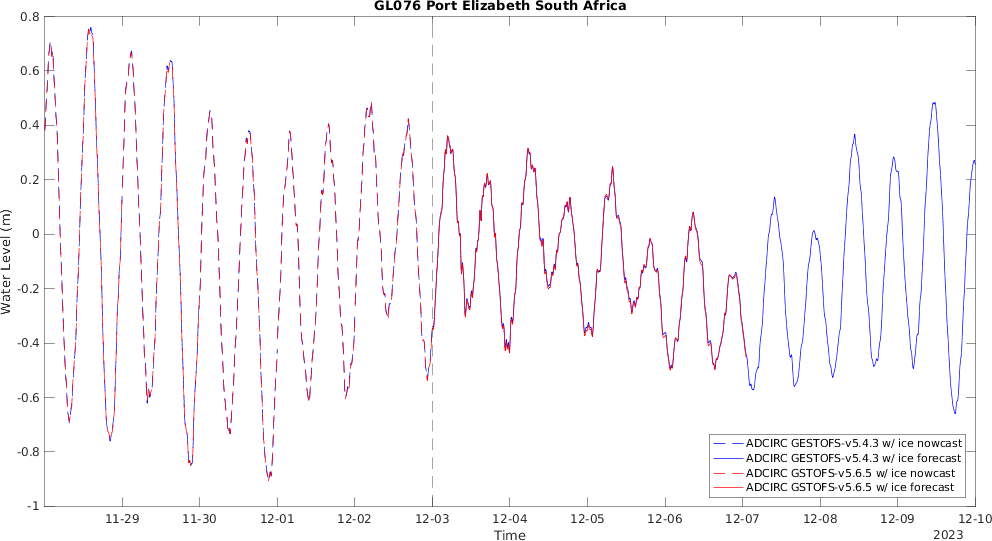 GL076 Port Elizabeth South Africa
Water Level (m)
0.8
0.6
0.4
0.2
0
-0.2
-0.4
-0.6
-0.8
-1
ADCIRC GESTOFS-v5.4.3 w/ ice nowcast
ADCIRC GESTOFS-v5.4.3 w/ ice forecast
ADCIRC GSTOFS-v5.6.5 w/ ice nowcast
ADCIRC GSTOFS-v5.6.5 w/ ice forecast
11-29 11-30 12-01 12-02 12-03 12-04 12-05 12-06 12-07 12-08 12-09 12-10
Time
2023